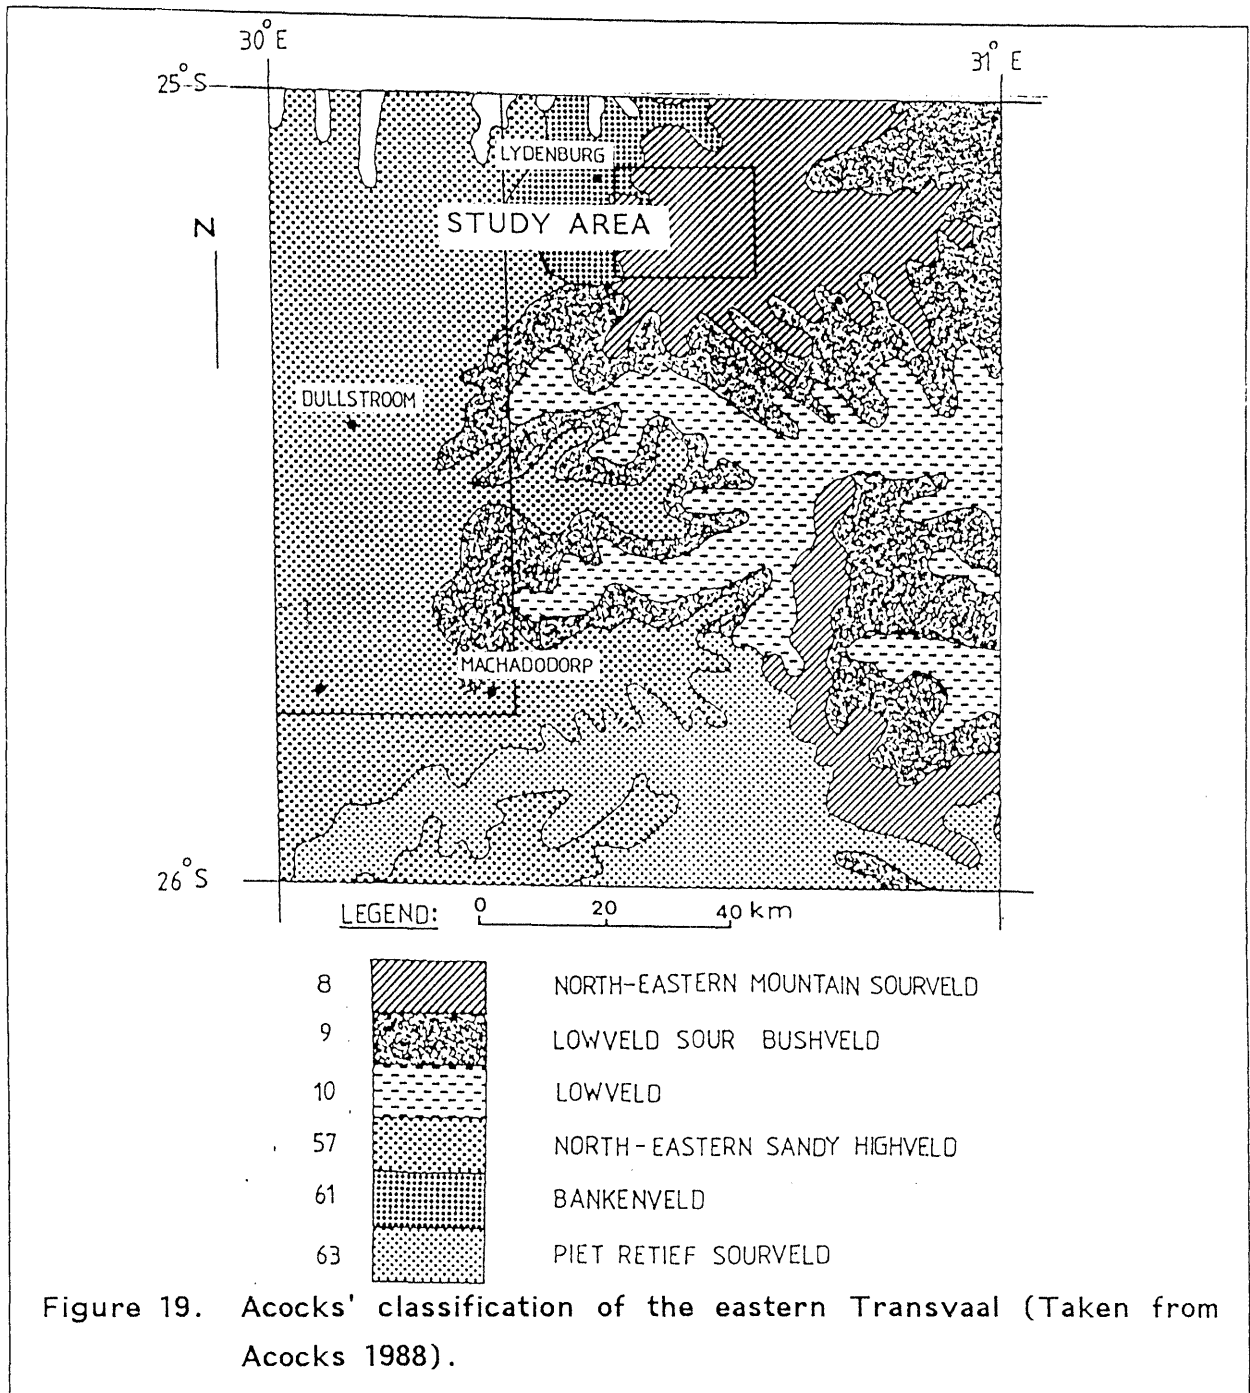 30° E
31° E
25° S
LYDENBURG
STUDY AREA
N
DULLSTROOM
MACHADODORP
26° S
LEGEND: 0 20 40 km
8 NORTH-EASTERN MOUNTAIN SOURVELD
9 LOWVELD SOUR BUSHVELD
10 LOWVELD
57 NORTH-EASTERN SANDY HIGHVELD
61 BANKENVELD
63 PIET RETIEF SOURVELD
Figure 19. Acocks' classification of the eastern Transvaal (Taken from
Acocks 1988).